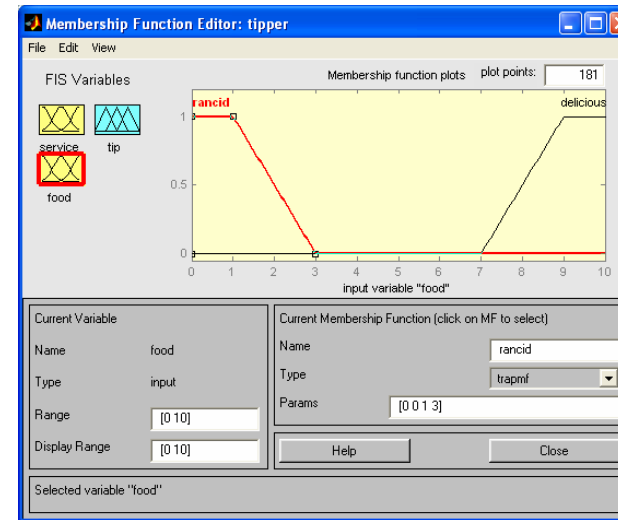 Membership Function Editor: tipper
File Edit View
FIS Variables
Membership function plots plot points: 181
service tip
food
rancid delicious
1
0.5
0
0 1 2 3 4 5 6 7 8 9 10
input variable "food"
Current Variable
Name food
Type input
Range [0 10]
Display Range [0 10]
Current Membership Function (click on MF to select)
Name rancid
Type trapmf
Params [0 0 1 3]
Help Close
Selected variable "food"